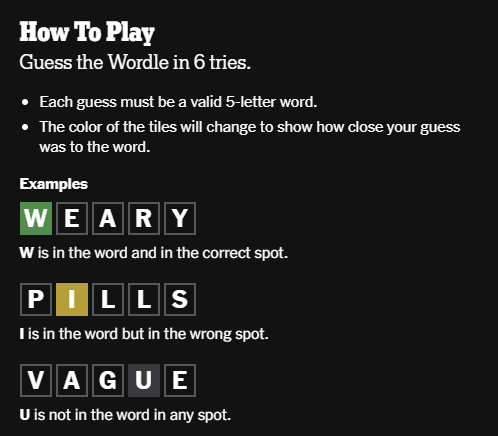 How To Play
Guess the Wordle in 6 tries.
• Each guess must be a valid 5-letter word.
• The color of the tiles will change to show how close your guess
was to the word.
Examples
W E A R Y
W is in the word and in the correct spot.
P I L L S
I is in the word but in the wrong spot.
V A G U E
U is not in the word in any spot.